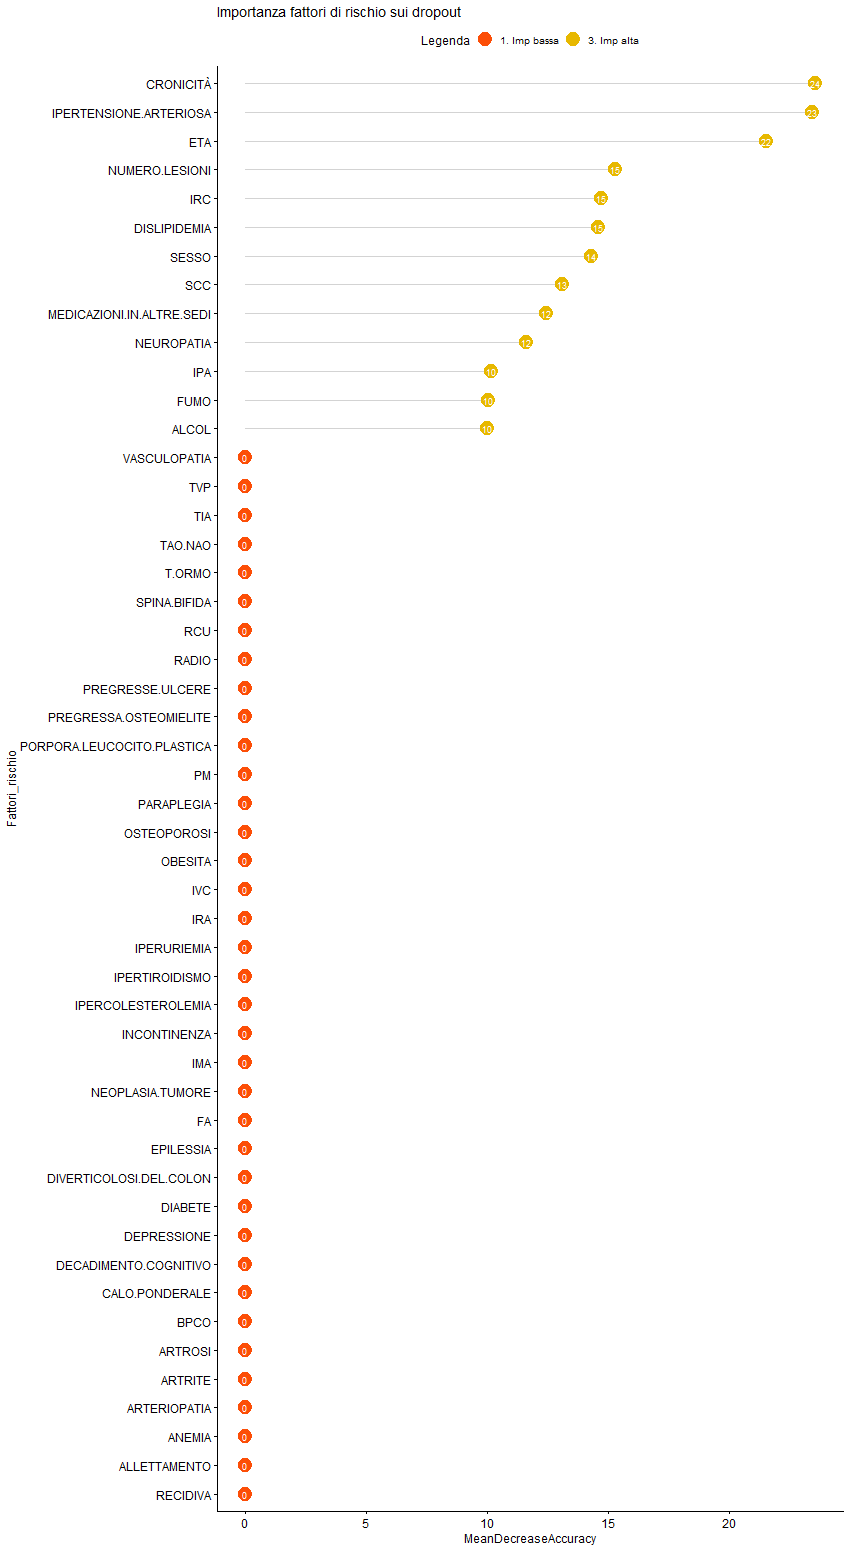 Importanza fattori di rischio sui dropout
Legenda 1. Imp bassa 3. Imp alta
CRONICITÀ 24
IPERTENSIONE.ARTERIOSA 23
ETA 22
NUMERO.LESIONI 15
IRC 15
DISLIPIDEMIA 15
SESSO 14
SCC 13
MEDICAZIONI.IN.ALTRE.SEDI 12
NEUROPATIA 12
IPA 10
FUMO 10
ALCOL 10
VASCULOPATIA 0
TVP 0
TIA 0
TAO.NAO 0
T.ORMO 0
SPINA.BIFIDA 0
RCU 0
RADIO 0
PREGRESSE.ULCERE 0
PREGRESSA.OSTEOMIELITE 0
PORPORA.LEUCOCITO.PLASTICA 0
PM 0
PARAPLEGIA 0
OSTEOPOROSI 0
OBESITA 0
IVC 0
IRA 0
IPERURIEMIA 0
IPERTIROIDISMO 0
IPERCOLESTEROLEMIA 0
INCONTINENZA 0
IMA 0
NEOPLASIA.TUMORE 0
FA 0
EPILESSIA 0
DIVERTICOLOSI.DEL.COLON 0
DIABETE 0
DEPRESSIONE 0
DECADIMENTO.COGNITIVO 0
CALO.PONDERALE 0
BPCO 0
ARTROSI 0
ARTRITE 0
ARTERIOPATIA 0
ANEMIA 0
ALLETTAMENTO 0
RECIDIVA 0
Fattori_rischio
0 5 10 15 20
MeanDecreaseAccuracy